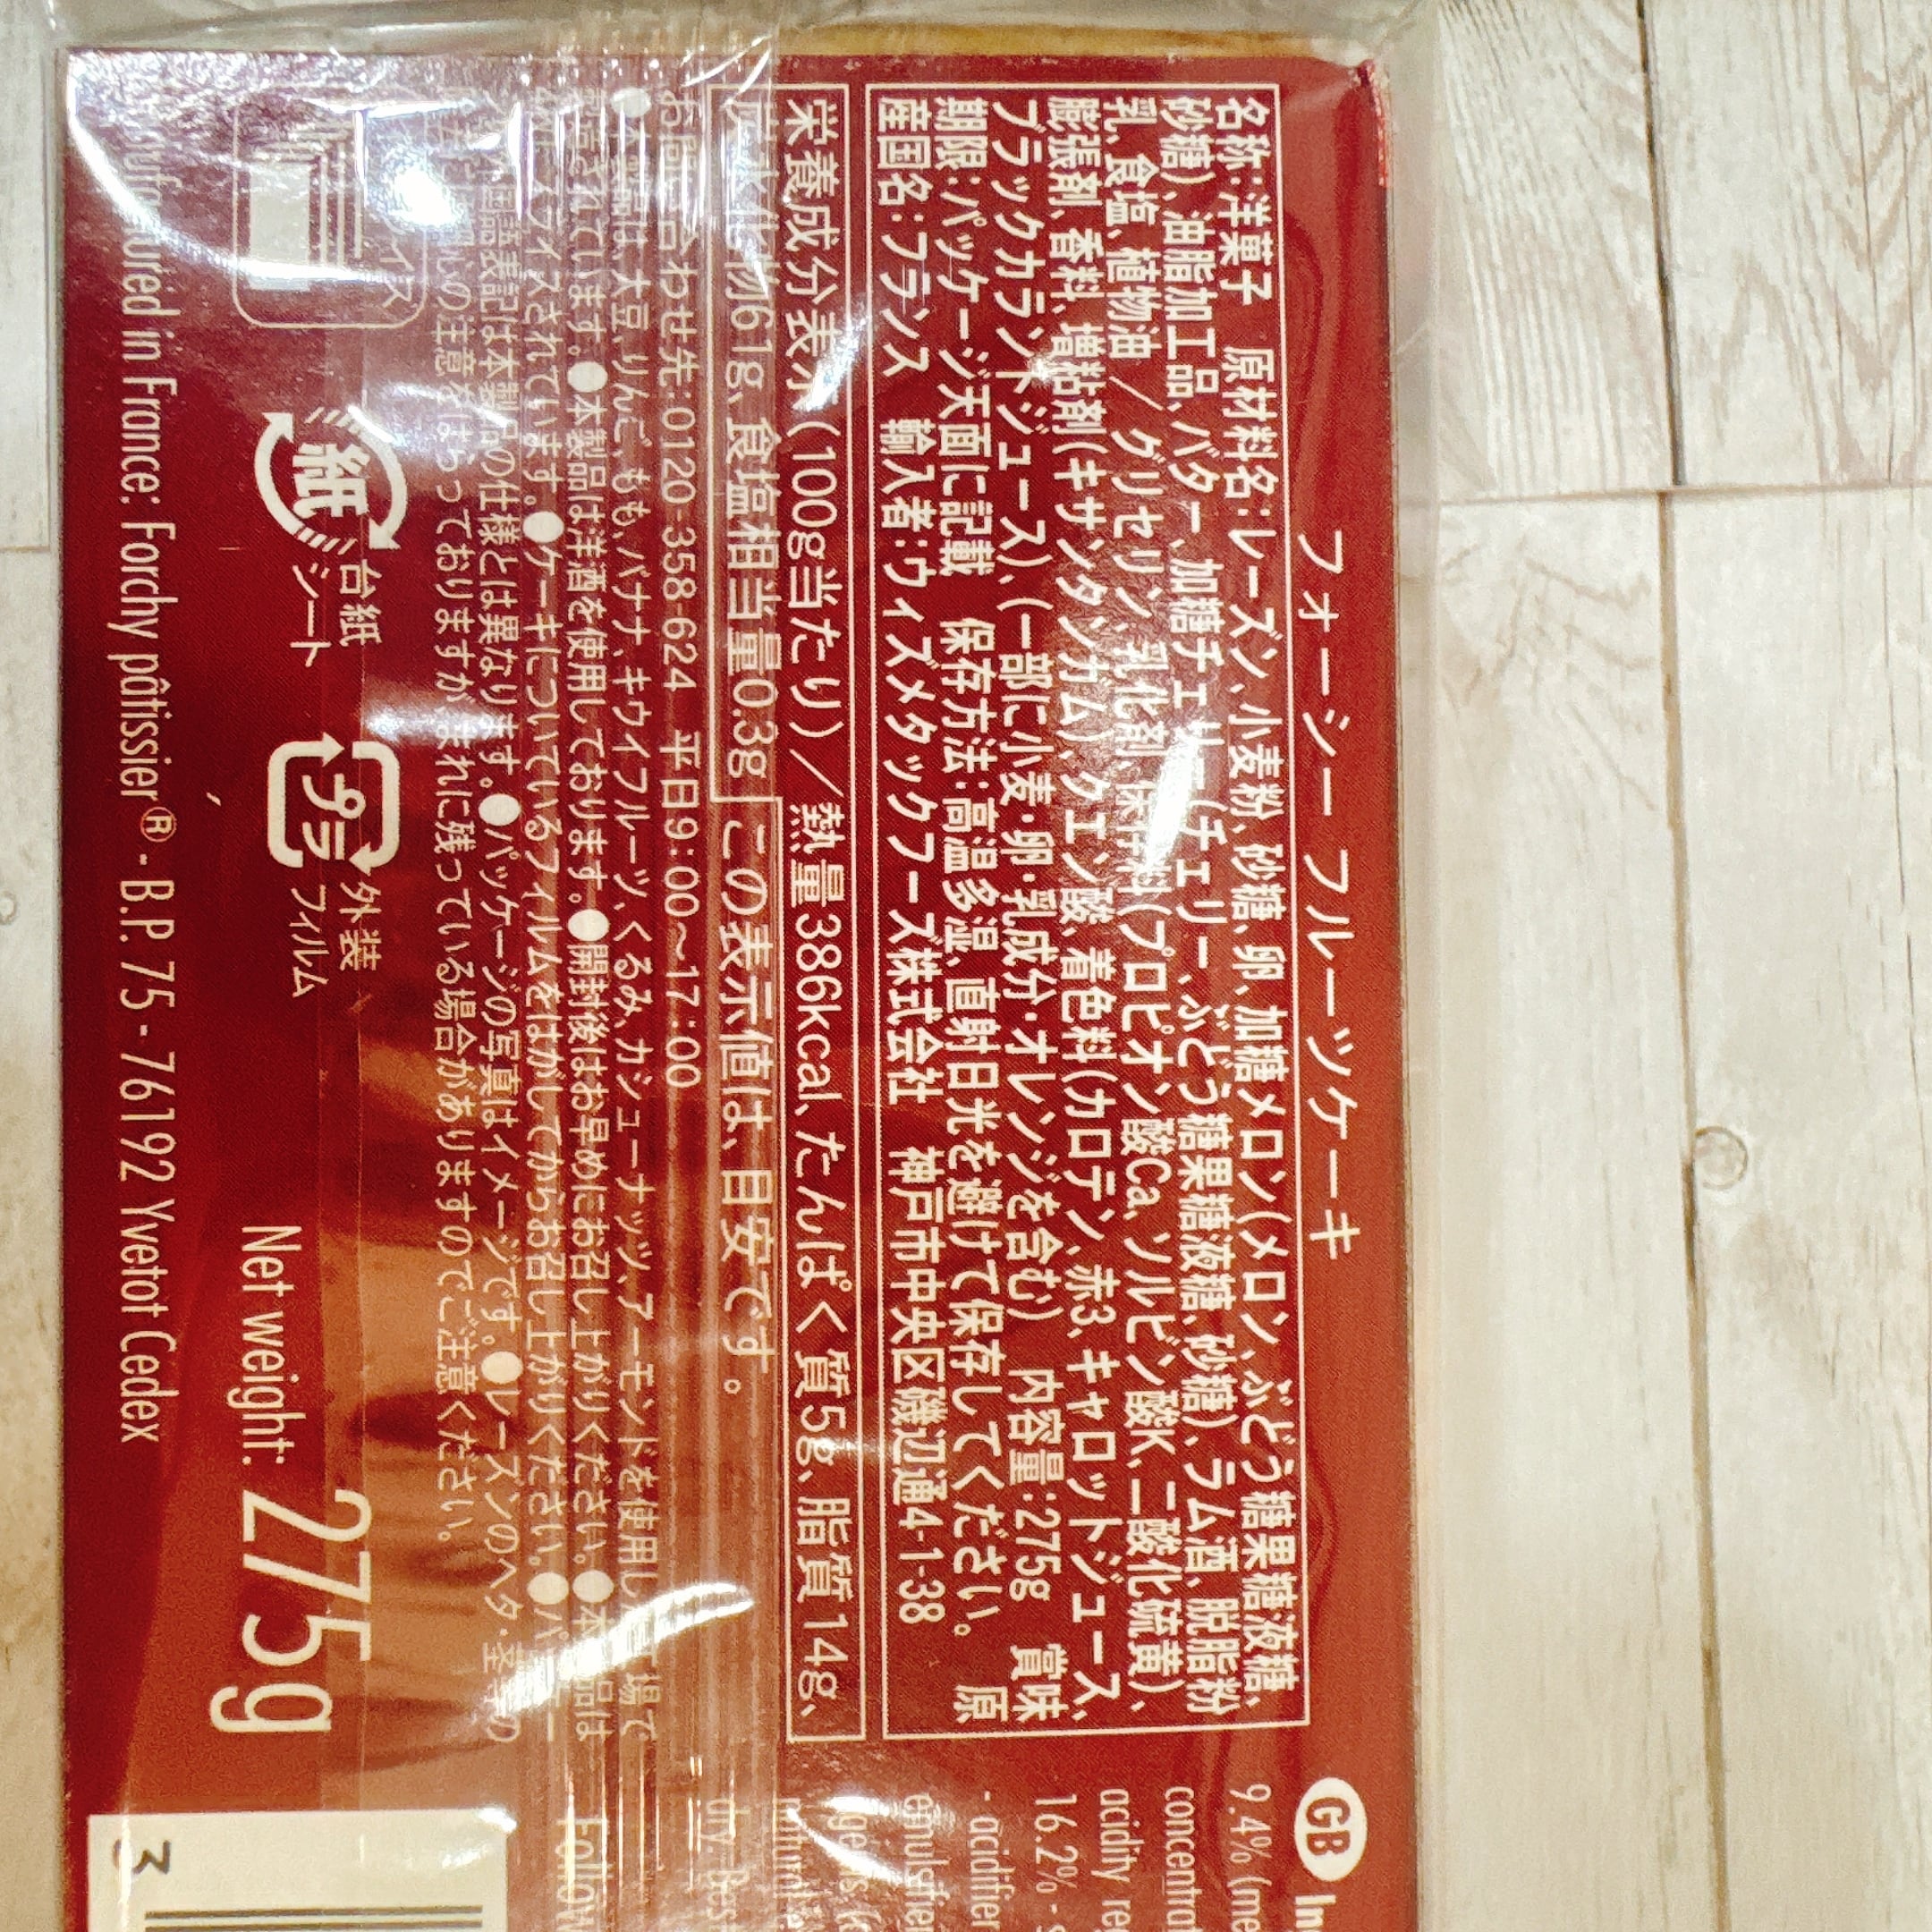 フォーシー フルーツケーキ
名称:洋菓子 原材料名:レーズン、小麦粉、砂糖、卵、加糖メロン(メロン、ぶどう糖果糖液糖、
砂糖)、油脂加工品、バター、加糖チェリー(チェリー、ぶどう糖果糖液糖、砂糖)、ラム酒、脱脂粉
乳、食塩、植物油 / グリセリン、乳化剤、保存料(プロピオン酸Ca、ソルビン酸K、二酸化硫黄)、
膨張剤、香料、増粘剤(キサンタンガム)、クエン酸、着色料(カロテン、赤3、キャロットジュース、
ブラックカラントジュース)、(一部に小麦・卵・乳成分・オレンジを含む) 内容量:275g 賞味
期限:パッケージ天面に記載 保存方法:高温多湿、直射日光を避けて保存してください。 原
産国名:フランス 輸入者:ウィズメタックフーズ株式会社 神戸市中央区磯辺通4-1-38
栄養成分表示(100g当たり)/熱量386kcal、たんぱく質5g、脂質14g、
炭水化物61g、食塩相当量0.3g この表示値は、目安です。
お問い合わせ先:0120-358-624 平日9:00~17:00
は、大豆、りんご、もも、バナナ、キウイフルーツ、くるみ、カシューナッツ、アーモンドを使用した工場で
されています。●本製品は洋酒を使用しております。●開封後はお早めにお召し上がりください。●本製品は
スライスされています。●ケーキについているフィルムをはがしてからお召し上がりください。
語表記は本製品の仕様とは異なります。●パッケージの写真はイメージです。●レーズンのヘタ・茎
の注意をはらっておりますが、まれに残っている場合がありますのでご注意ください。
紙 台紙 シート
プラ 外装 フィルム
Net weight: 275g
in France: Forchy pâtissier® - B.P. 75 - 76192 Yvetot Cedex
GB
9.4% (me
concentrat
acidity re
16.2% - s
- acidifier
emulsifier
3